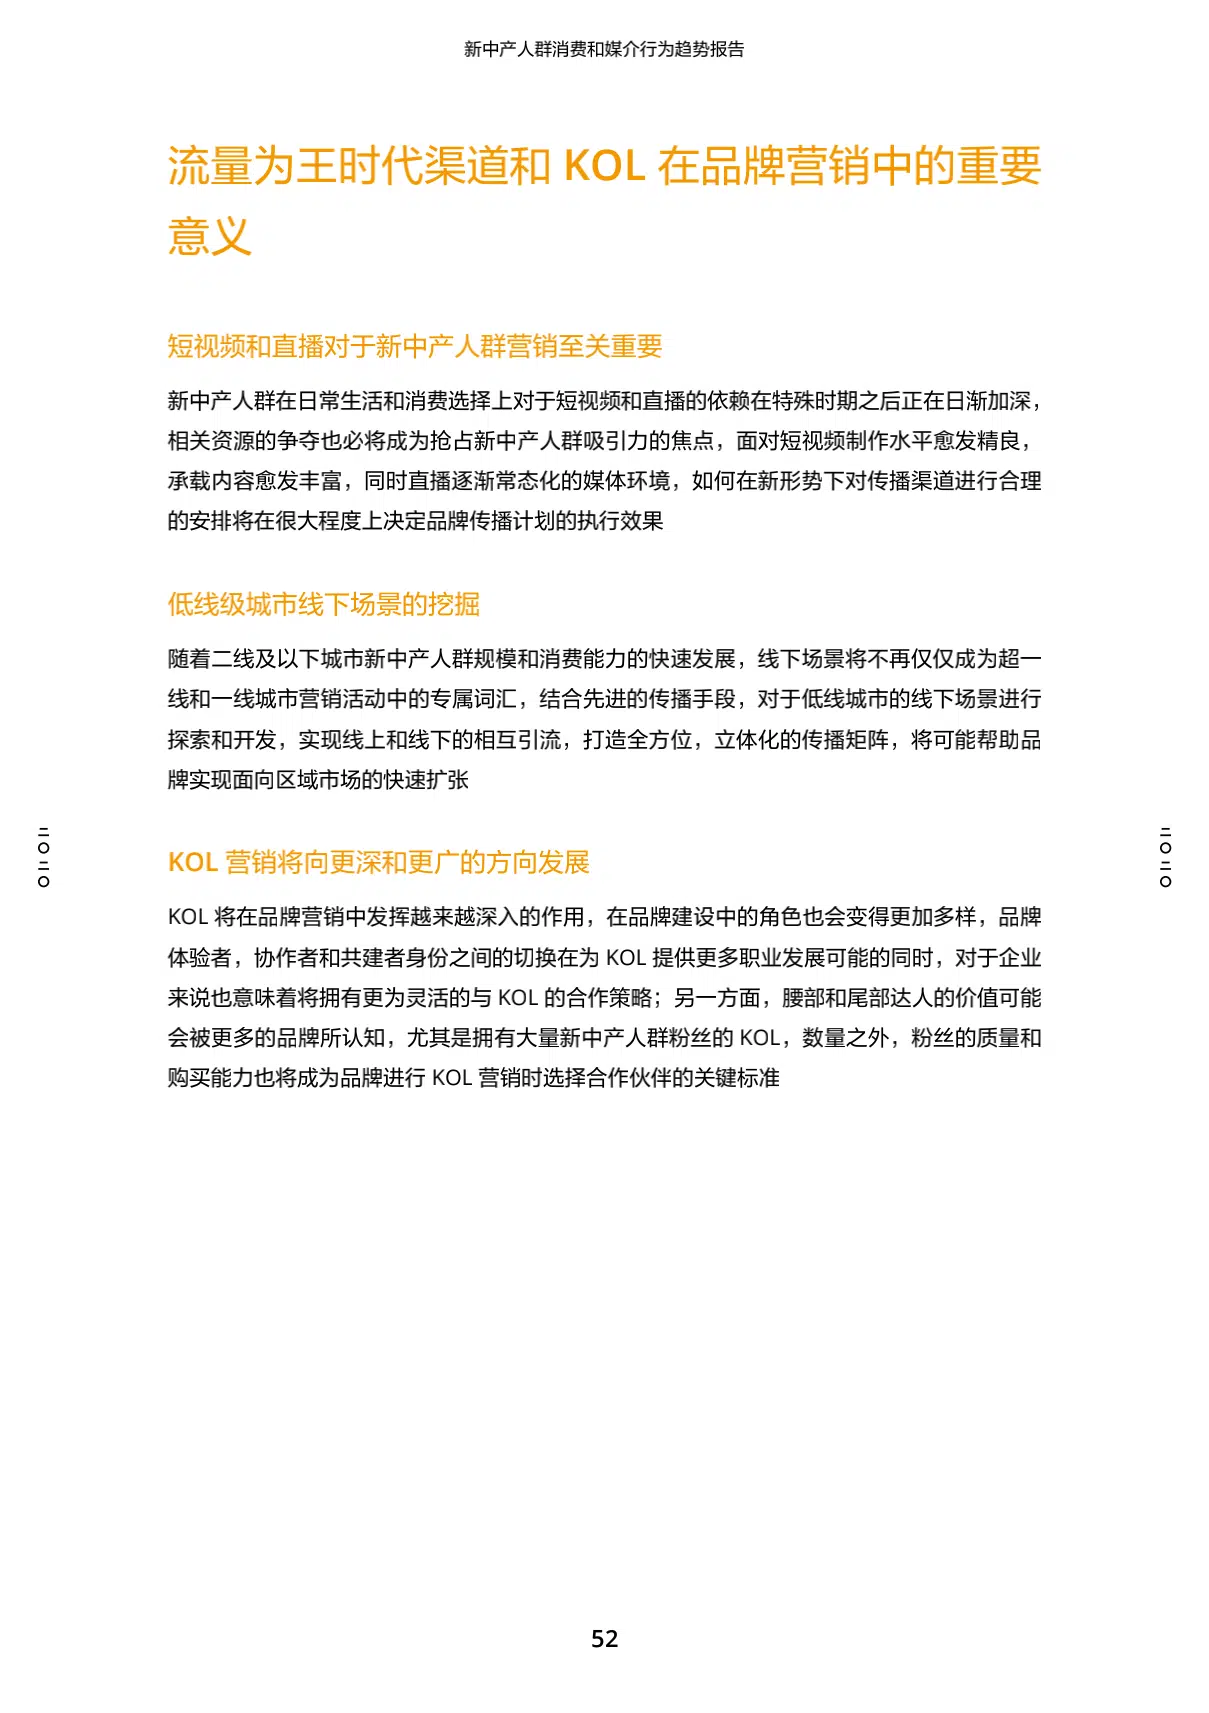 新中产人群消费和媒介行为趋势报告
流量为王时代渠道和 KOL 在品牌营销中的重要
意义
短视频和直播对于新中产人群营销至关重要
新中产人群在日常生活和消费选择上对于短视频和直播的依赖在特殊时期之后正在日渐加深，
相关资源的争夺也必将成为抢占新中产人群吸引力的焦点，面对短视频制作水平愈发精良，
承载内容愈发丰富，同时直播逐渐常态化的媒体环境，如何在新形势下对传播渠道进行合理
的安排将在很大程度上决定品牌传播计划的执行效果
低线级城市线下场景的挖掘
随着二线及以下城市新中产人群规模和消费能力的快速发展，线下场景将不再仅仅成为超一
线和一线城市营销活动中的专属词汇，结合先进的传播手段，对于低线城市的线下场景进行
探索和开发，实现线上和线下的相互引流，打造全方位，立体化的传播矩阵，将可能帮助品
牌实现面向区域市场的快速扩张
二〇二〇
二〇二〇
KOL 营销将向更深和更广的方向发展
KOL 将在品牌营销中发挥越来越深入的作用，在品牌建设中的角色也会变得更加多样，品牌
体验者，协作者和共建者身份之间的切换在为 KOL 提供更多职业发展可能的同时，对于企业
来说也意味着将拥有更为灵活的与 KOL 的合作策略；另一方面，腰部和尾部达人的价值可能
会被更多的品牌所认知，尤其是拥有大量新中产人群粉丝的 KOL，数量之外，粉丝的质量和
购买能力也将成为品牌进行 KOL 营销时选择合作伙伴的关键标准
52